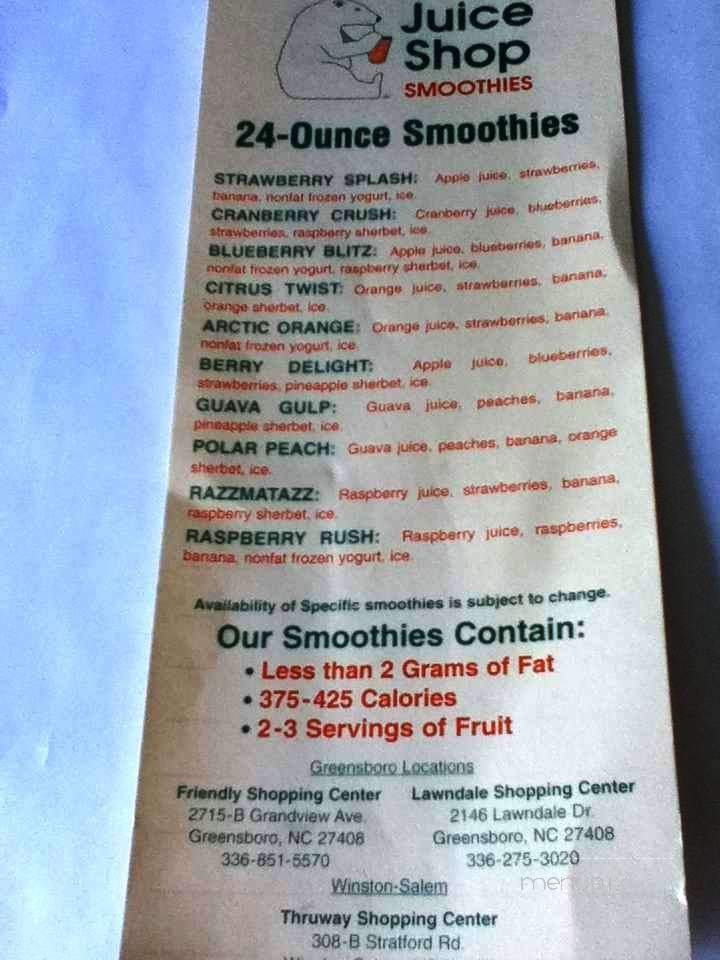 Juice
Shop
SMOOTHIES
24-Ounce Smoothies
STRAWBERRY SPLASH: Apple juice, strawberries,
banana, nonfat frozen yogurt, ice.
CRANBERRY CRUSH: Cranberry juice, blueberries,
strawberries, raspberry sherbet, ice.
BLUEBERRY BLITZ: Apple juice, blueberries, banana,
nonfat frozen yogurt, raspberry sherbet, ice.
CITRUS TWIST: Orange juice, strawberries, banana,
orange sherbet, ice.
ARCTIC ORANGE: Orange juice, strawberries, banana,
nonfat frozen yogurt, ice.
BERRY DELIGHT: Apple juice, blueberries,
strawberries, pineapple sherbet, ice.
GUAVA GULP: Guava juice, peaches, banana,
pineapple sherbet, ice.
POLAR PEACH: Guava juice, peaches, banana, orange
sherbet, ice.
RAZZMATAZZ: Raspberry juice, strawberries, banana,
raspberry sherbet, ice.
RASPBERRY RUSH: Raspberry juice, raspberries,
banana, nonfat frozen yogurt, ice.
Availability of Specific smoothies is subject to change.
Our Smoothies Contain:
• Less than 2 Grams of Fat
• 375-425 Calories
• 2-3 Servings of Fruit
Greensboro Locations
Friendly Shopping Center Lawndale Shopping Center
2715-B Grandview Ave. 2146 Lawndale Dr.
Greensboro, NC 27408 Greensboro, NC 27408
336-851-5570 336-275-3020
Winston-Salem
Thruway Shopping Center
308-B Stratford Rd.